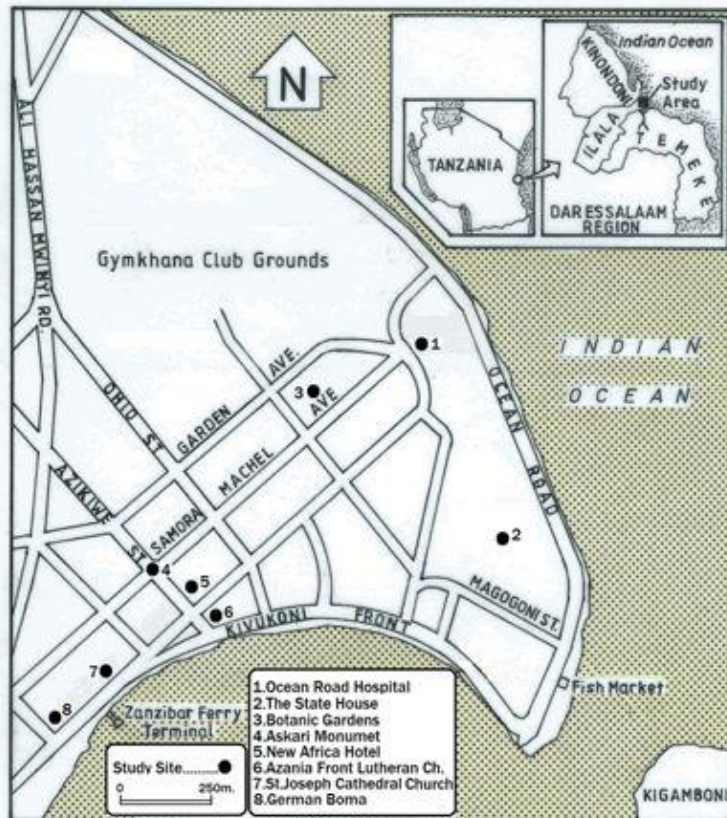 N
Indian Ocean
KINONDONI
Study
Area
ILALA
TEMEKE
TANZANIA
DAR ESSALAAM
REGION
ALI HASSAN MWINYI RD.
Gymkhana Club Grounds
INDIAN
OCEAN
1
3
GARDEN AVE.
OHIO ST
SAMORA MACHEL AVE
AZIKIWE ST
OCEAN ROAD
2
4
5
6
MAGOGONI ST.
KIVUKONI FRONT
7
8
Fish Market
Zanzibar Ferry
Terminal
1.Ocean Road Hospital
2.The State House
3.Botanic Gardens
4.Askari Monumet
5.New Africa Hotel
6.Azania Front Lutheran Ch.
7.St.Joseph Cathedral Church
8.German Boma
Study Site........
0 250m.
KIGAMBONI